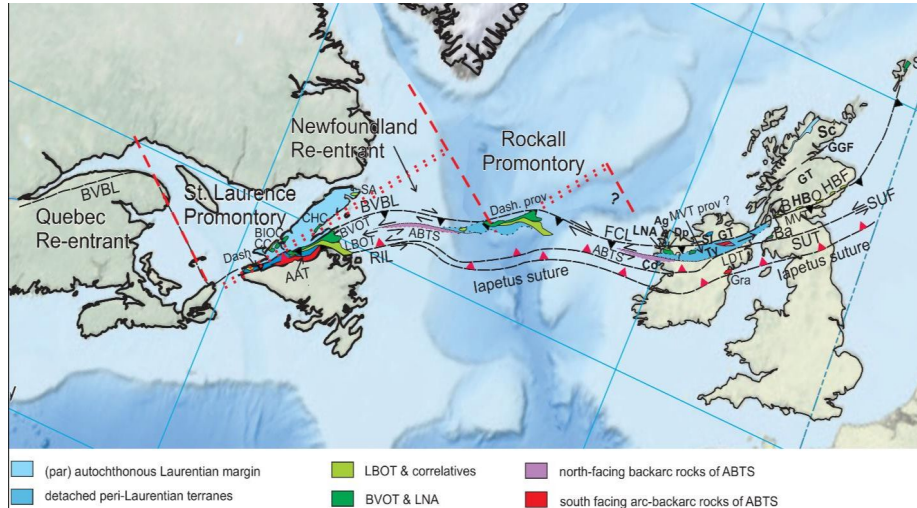 Newfoundland
Re-entrant
Rockall
Promontory
Sc
GGF
GT
HBF
HBO
BVBL
St. Laurence
Promontory
Quebec
Re-entrant
SA
CHC
BVBL
BVOT
BIOC
CC
Dash
LBOT
RIL
AAT
ABTS
Dash. prov
?
FCL
LNA
Ag
MVT prov ?
Dp
GT
TV
ABTS
LDT
Gra
Ba
MV
SUF
SUT
Iapetus suture
Iapetus suture
S
(par) autochthonous Laurentian margin
detached peri-Laurentian terranes
LBOT & correlatives
BVOT & LNA
north-facing backarc rocks of ABTS
south facing arc-backarc rocks of ABTS